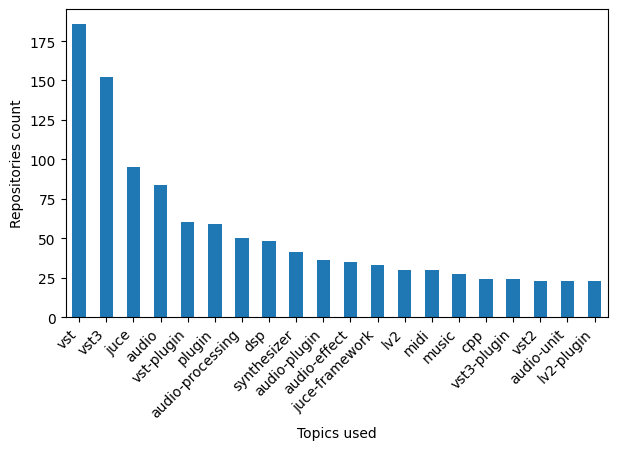 Repositories count
175
150
125
100
75
50
25
0
vst
vst3
juce
audio
vst-plugin
plugin
audio-processing
dsp
synthesizer
audio-plugin
audio-effect
juce-framework
lv2
midi
music
cpp
vst3-plugin
vst2
audio-unit
lv2-plugin
Topics used